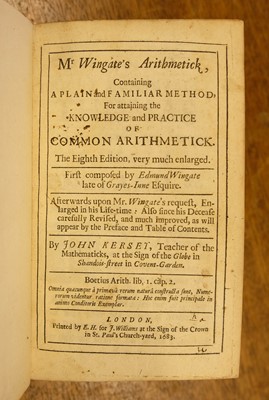 Mr Wingate's Arithmetick,
Containing
A PLAIN and FAMILIAR METHOD,
For attaining the
KNOWLEDGE and PRACTICE
OF
COMMON ARITHMETICK.
The Eighth Edition, very much enlarged.
First composed by Edmund Wingate
late of Grayes-Inne Esquire.
Afterwards upon Mr. Wingate's request, En-
larged in his Life-time; Also since his Decease
carefully Revised, and much improved, as will
appear by the Preface and Table of Contents.
By JOHN KERSEY, Teacher of the
Mathematicks, at the Sign of the Globe in
Shandois-street in Covent-Garden.
Boetius Arith. lib. 1. cap. 2.
Omnia quæcunque à primæva rerum naturâ constructa sunt, Nume-
rorum videntur ratione formata: Hoc enim fuit principale in
animo Conditoris Exemplar.
LONDON,
Printed by E. H. for J. Williams at the Sign of the Crown
in St. Paul's Church-yard, 1683.